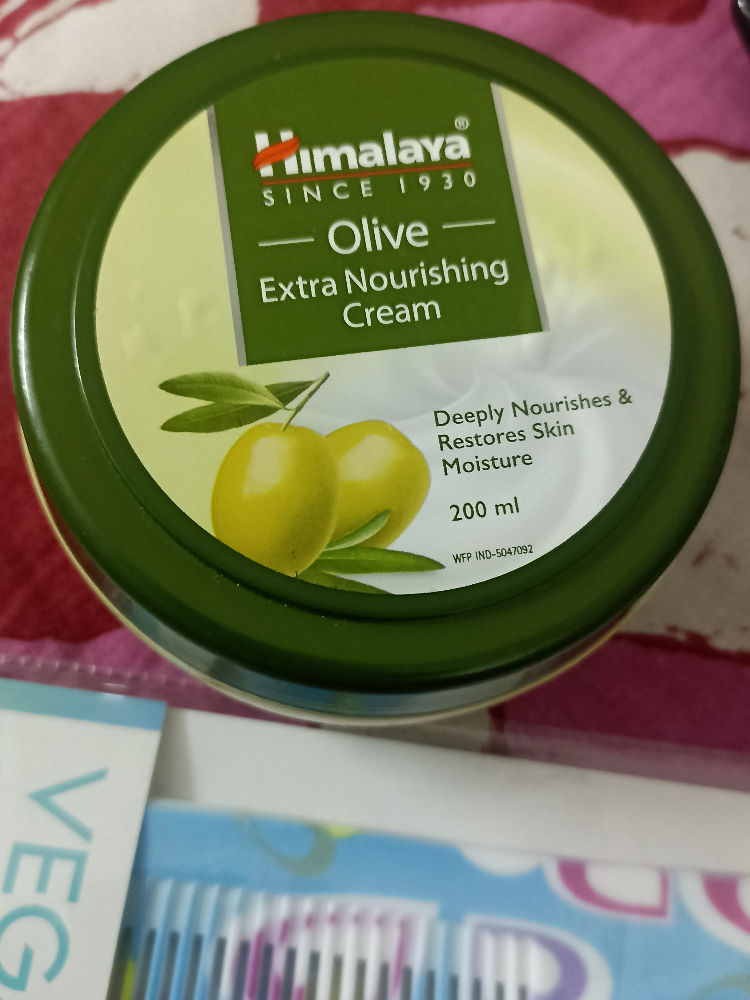 Himalaya®
SINCE 1930
Olive
Extra Nourishing
Cream
Deeply Nourishes &
Restores Skin
Moisture
200 ml
WFP IND-5047092
VEG